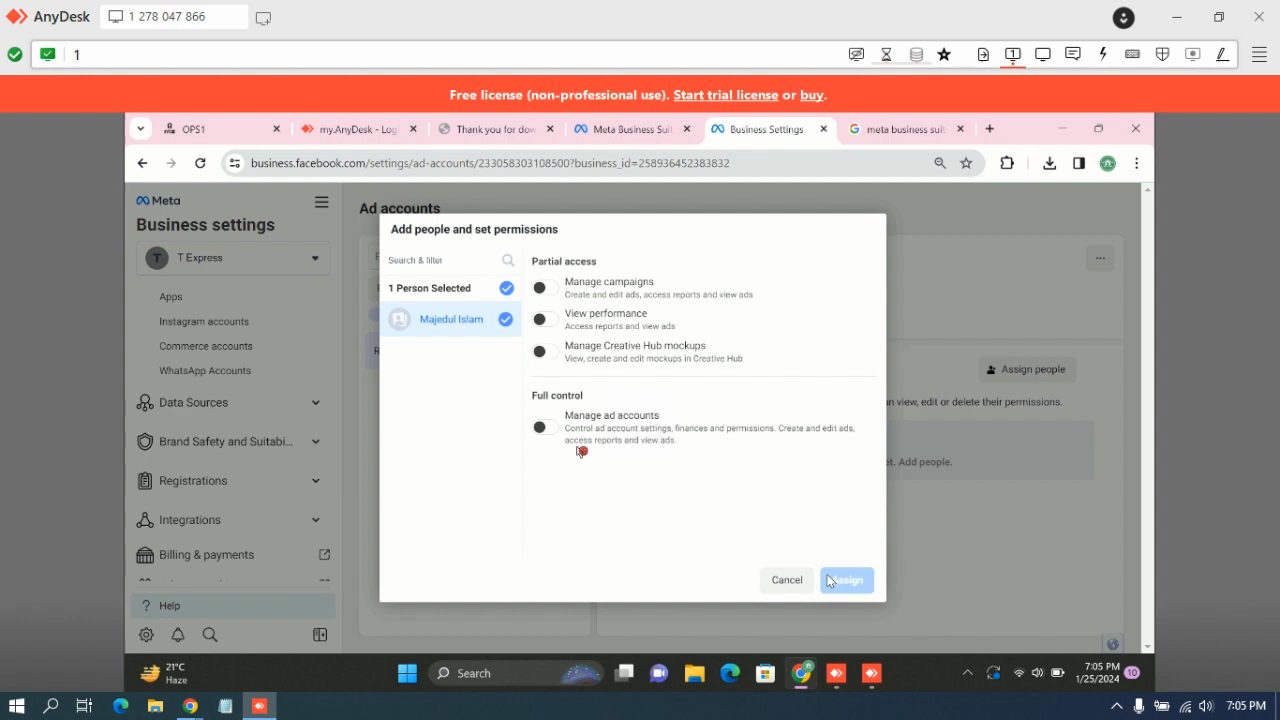 AnyDesk
1 278 047 866
1
Free license (non-professional use). Start trial license or buy.
OPS1
my.AnyDesk - Log
Thank you for dow
Meta Business Suit
Business Settings
meta business suit
business.facebook.com/settings/ad-accounts/233058303108500?business_id=258936452383832
Meta
Business settings
T
T Express
Apps
Instagram accounts
Commerce accounts
WhatsApp Accounts
Data Sources
Brand Safety and Suitabi...
Registrations
Integrations
Billing & payments
Help
Ad accounts
Add people and set permissions
Search & filter
1 Person Selected
Majedul Islam
Partial access
Manage campaigns
Create and edit ads, access reports and view ads
View performance
Access reports and view ads
Manage Creative Hub mockups
View, create and edit mockups in Creative Hub
Full control
Manage ad accounts
Control ad account settings, finances and permissions. Create and edit ads,
access reports and view ads.
Cancel
Assign
Assign people
n view, edit or delete their permissions.
et. Add people.
21°C
Haze
Search
7:05 PM
1/25/2024
10
7:05 PM